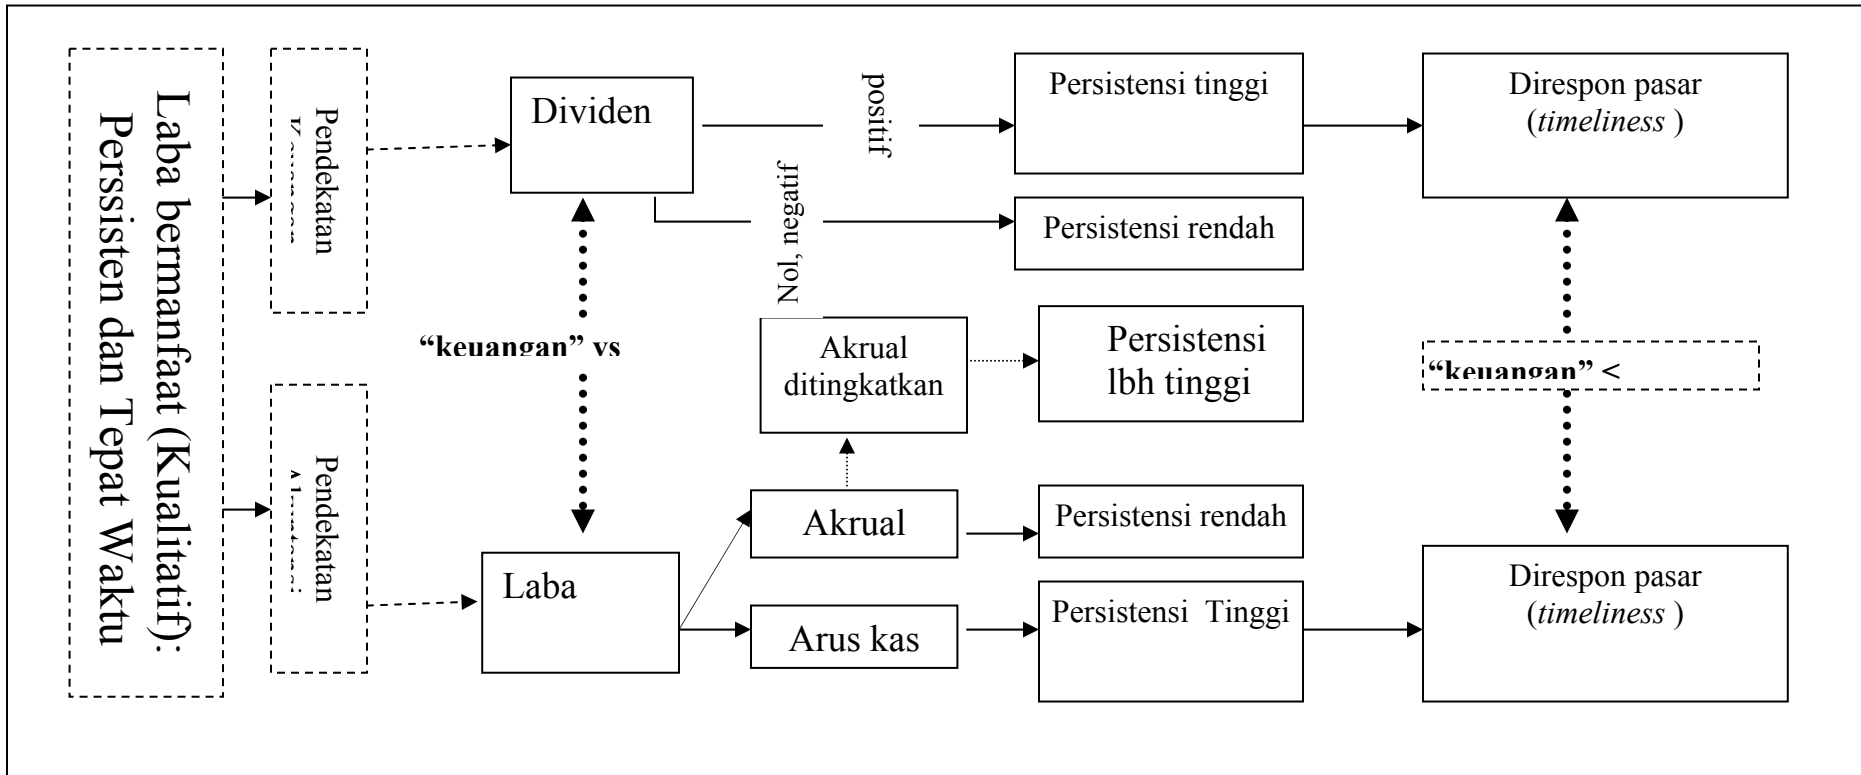 Laba bermanfaat (Kualitatif):
Perssisten dan Tepat Waktu
Pendekatan
Pendekatan
Dividen
positif
Nol, negatif
Persistensi tinggi
Direspon pasar
(timeliness )
Persistensi rendah
“keuangan” vs
Akrual
ditingkatkan
Persistensi
lbh tinggi
“keuangan” <
Akrual
Persistensi rendah
Laba
Arus kas
Persistensi Tinggi
Direspon pasar
(timeliness )